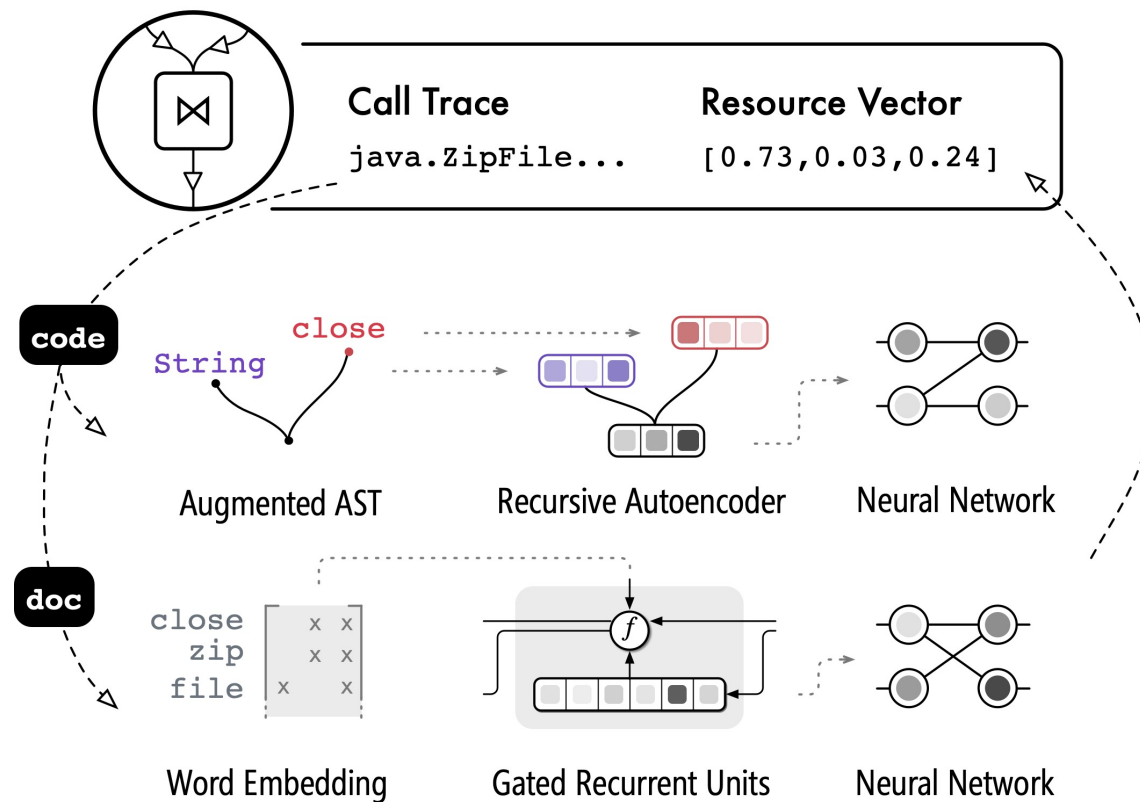 Call Trace
Resource Vector
java.ZipFile...
[0.73,0.03,0.24]
code
String
close
Augmented AST
Recursive Autoencoder
Neural Network
doc
close x x
zip x x
file x x
f
Word Embedding
Gated Recurrent Units
Neural Network